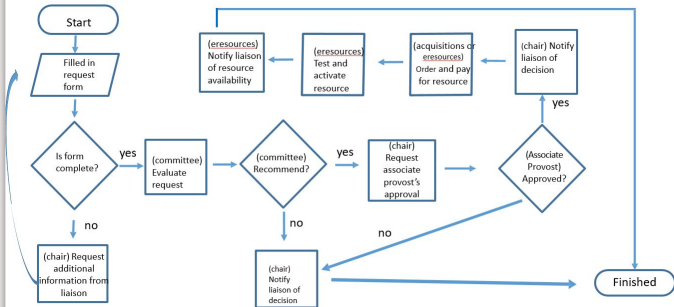 Start
Filled in
request
form
Is form
complete?
yes
no
(chair) Request
additional
information from
liaison
(committee)
Evaluate
request
(committee)
Recommend?
yes
no
(chair)
Notify
liaison of
decision
(chair)
Request
associate
provost's
approval
(Associate
Provost)
Approved?
yes
no
(chair) Notify
liaison of
decision
(acquisitions or
eresources)
Order and pay
for resource
(eresources)
Test and
activate
resource
(eresources)
Notify liaison
of resource
availability
Finished